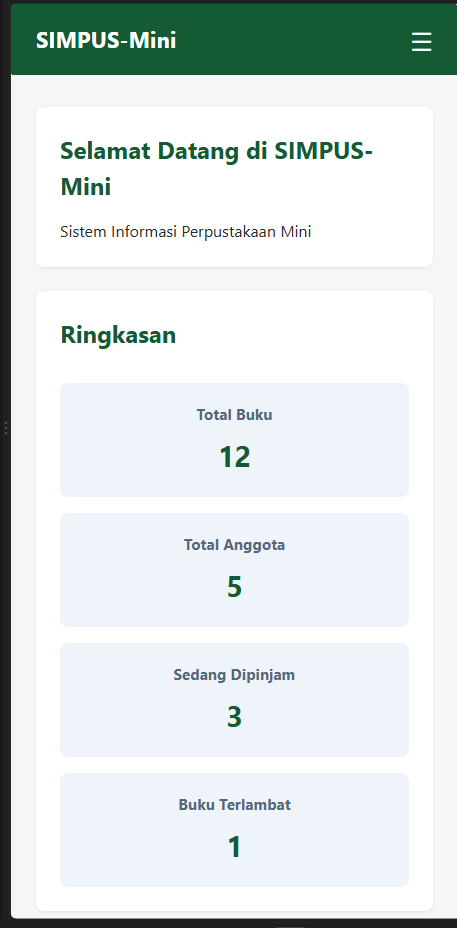 SIMPUS-Mini
Selamat Datang di SIMPUS-
Mini
Sistem Informasi Perpustakaan Mini
Ringkasan
Total Buku
12
Total Anggota
5
Sedang Dipinjam
3
Buku Terlambat
1